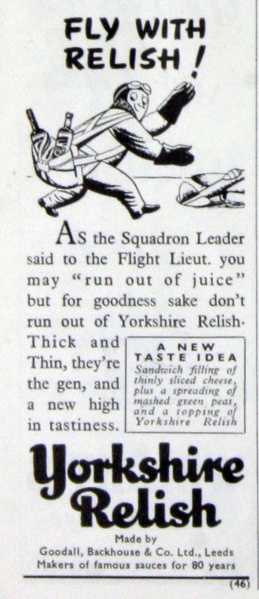 FLY WITH
RELISH!
As the Squadron Leader
said to the Flight Lieut. you
may "run out of juice"
but for goodness sake don't
run out of Yorkshire Relish-
Thick and
Thin, they're
the gen, and
a new high
in tastiness.
A NEW
TASTE IDEA
Sandwich filling of
thinly sliced cheese,
plus a spreading of
mashed green peas,
and a topping of
Yorkshire Relish
Yorkshire
Relish
Made by
Goodall, Backhouse & Co. Ltd., Leeds
Makers of famous sauces for 80 years
(46)